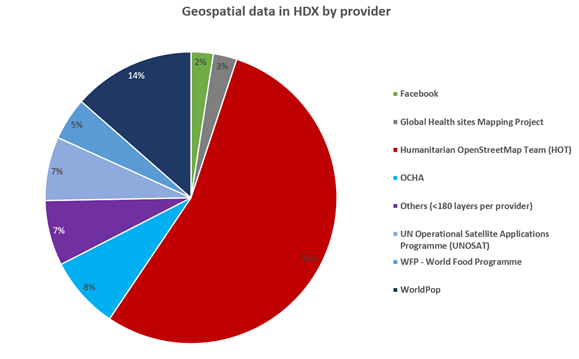 Geospatial data in HDX by provider
2%
3%
14%
5%
7%
7%
8%
Facebook
Global Health sites Mapping Project
Humanitarian OpenStreetMap Team (HOT)
OCHA
Others (<180 layers per provider)
UN Operational Satellite Applications
Programme (UNOSAT)
WFP - World Food Programme
WorldPop